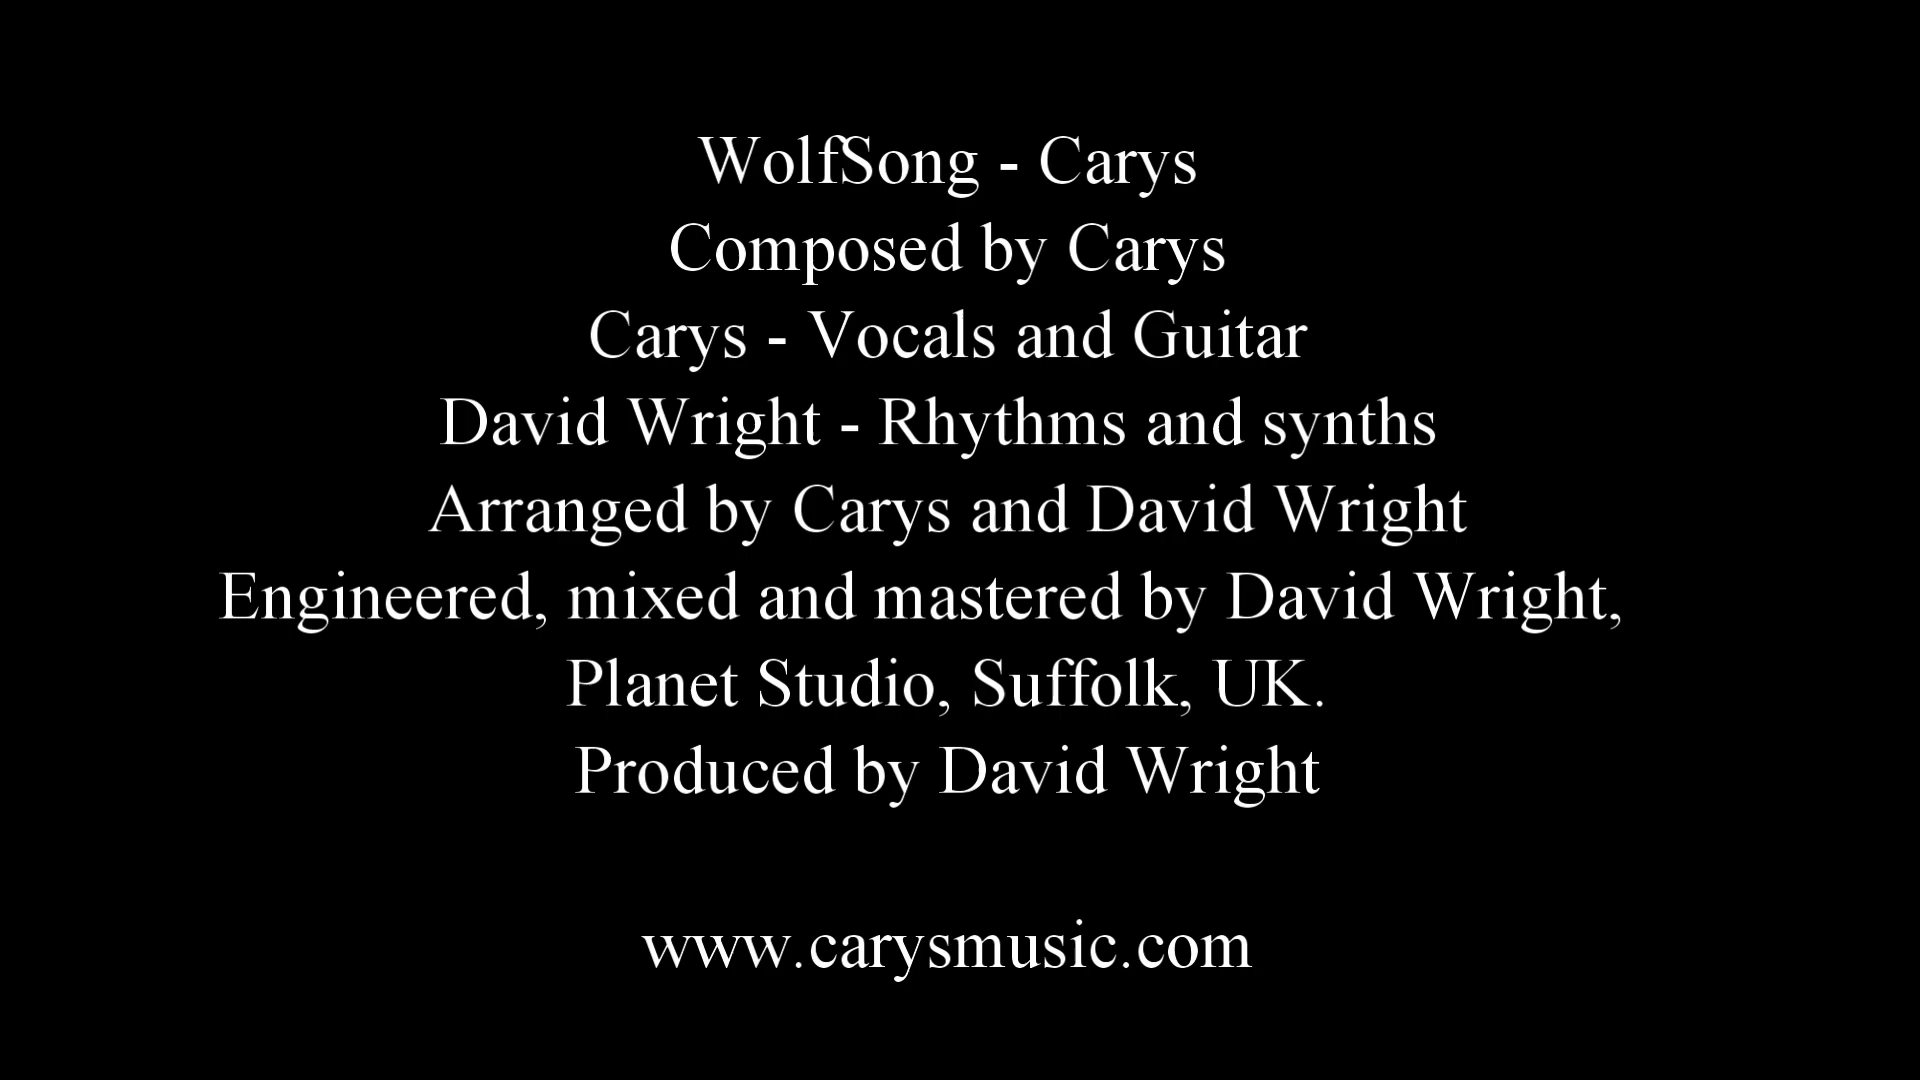 WolfSong - Carys
Composed by Carys
Carys - Vocals and Guitar
David Wright - Rhythms and synths
Arranged by Carys and David Wright
Engineered, mixed and mastered by David Wright,
Planet Studio, Suffolk, UK.
Produced by David Wright
www.carysmusic.com